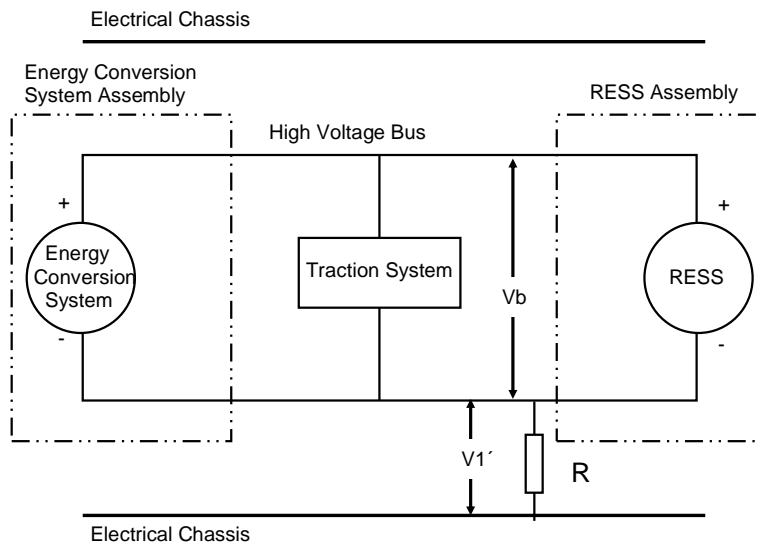 Electrical Chassis
Energy Conversion
System Assembly
RESS Assembly
High Voltage Bus
+
+
Energy
Conversion
System
Traction System
Vb
RESS
-
-
V1´
R
Electrical Chassis